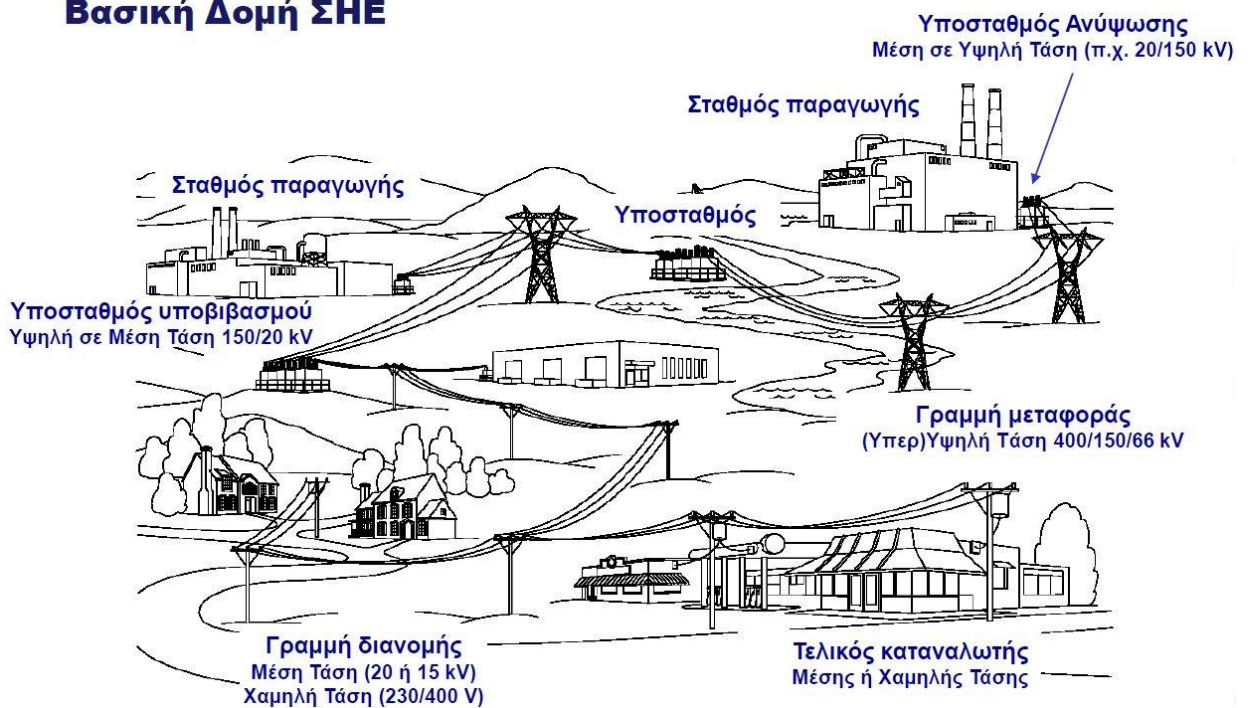 Βασική Δομή ΣΗΕ
Υποσταθμός Ανύψωσης
Μέση σε Υψηλή Τάση (π.χ. 20/150 kV)
Σταθμός παραγωγής
Σταθμός παραγωγής
Υποσταθμός
Υποσταθμός υποβιβασμού
Υψηλή σε Μέση Τάση 150/20 kV
Γραμμή μεταφοράς
(Υπερ)Υψηλή Τάση 400/150/66 kV
Γραμμή διανομής
Μέση Τάση (20 ή 15 kV)
Χαμηλή Τάση (230/400 V)
Τελικός καταναλωτής
Μέσης ή Χαμηλής Τάσης